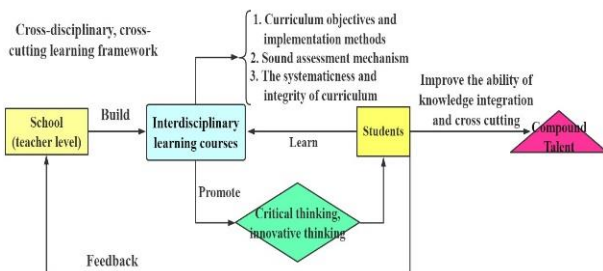 Cross-disciplinary, cross-
cutting learning framework
1. Curriculum objectives and
implementation methods
2. Sound assessment mechanism
3. The systematicness and
integrity of curriculum
Improve the ability of
knowledge integration
and cross cutting
School
(teacher level)
Build
Interdisciplinary
learning courses
Learn
Students
Compound
Talent
Promote
Critical thinking,
innovative thinking
Feedback